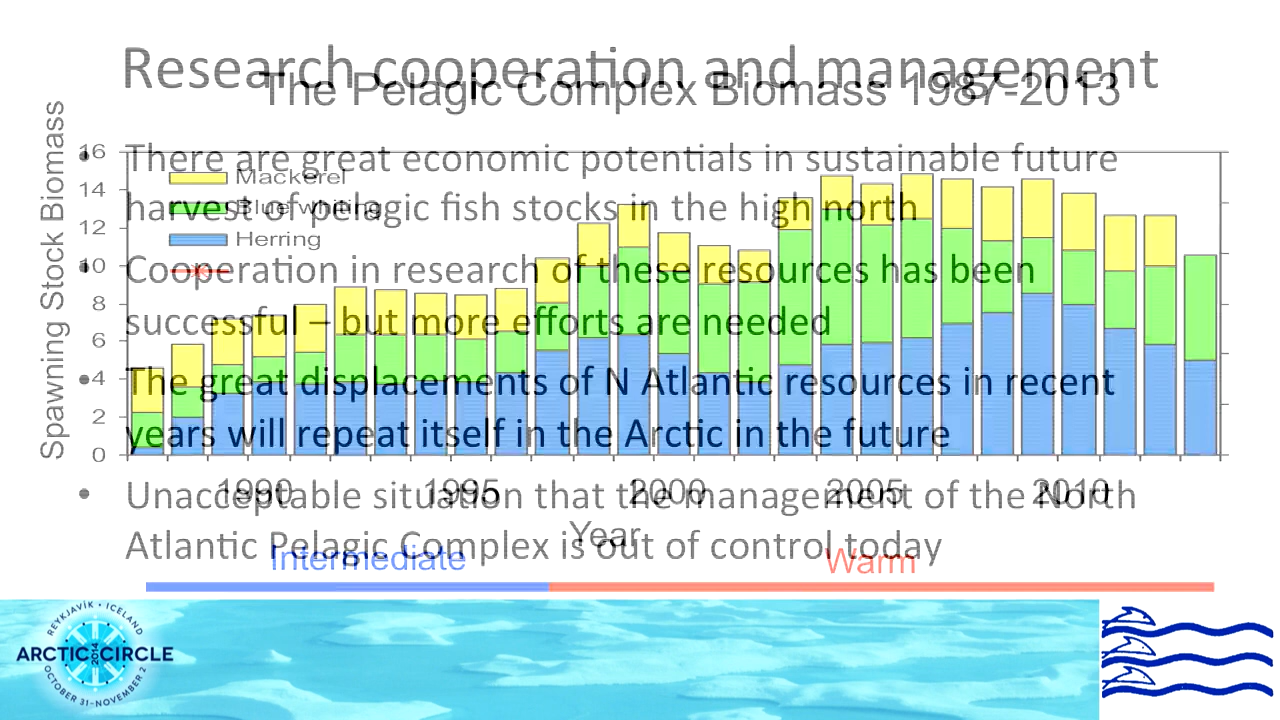 Research cooperation and management
The Pelagic Complex Biomass 1987-2013
Spawning Stock Biomass
16
14
12
10
8
6
4
2
0
Mackerel
Blue whiting
Herring
• There are great economic potentials in sustainable future
harvest of pelagic fish stocks in the high north
• Cooperation in research of these resources has been
successful – but more efforts are needed
• The great displacements of N Atlantic resources in recent
years will repeat itself in the Arctic in the future
• Unacceptable situation that the management of the North
Atlantic Pelagic Complex is out of control today
1990 1995 2000 2005 2010
Year
Intermediate Warm
REYKJAVÍK • ICELAND
ARCTIC 2014 CIRCLE
OCTOBER 31–NOVEMBER 2